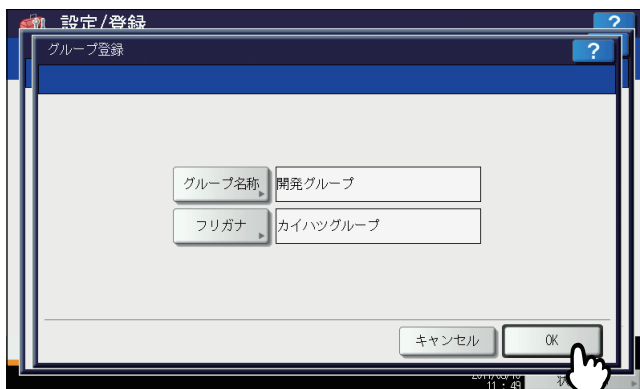 設定/登録
?
グループ登録
?
グループ名称
開発グループ
フリガナ
カイハツグループ
キャンセル
OK
11 : 49
状